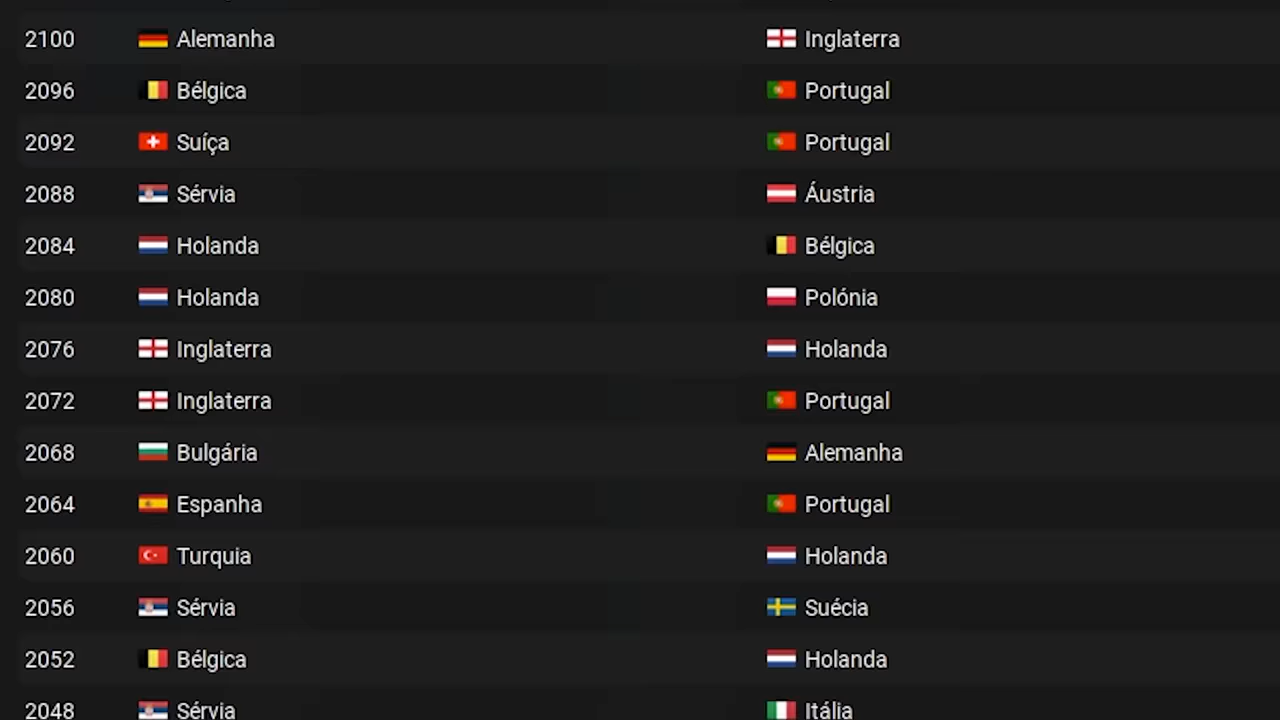 2100 Alemanha Inglaterra
2096 Bélgica Portugal
2092 Suíça Portugal
2088 Sérvia Áustria
2084 Holanda Bélgica
2080 Holanda Polónia
2076 Inglaterra Holanda
2072 Inglaterra Portugal
2068 Bulgária Alemanha
2064 Espanha Portugal
2060 Turquia Holanda
2056 Sérvia Suécia
2052 Bélgica Holanda
2048 Sérvia Itália